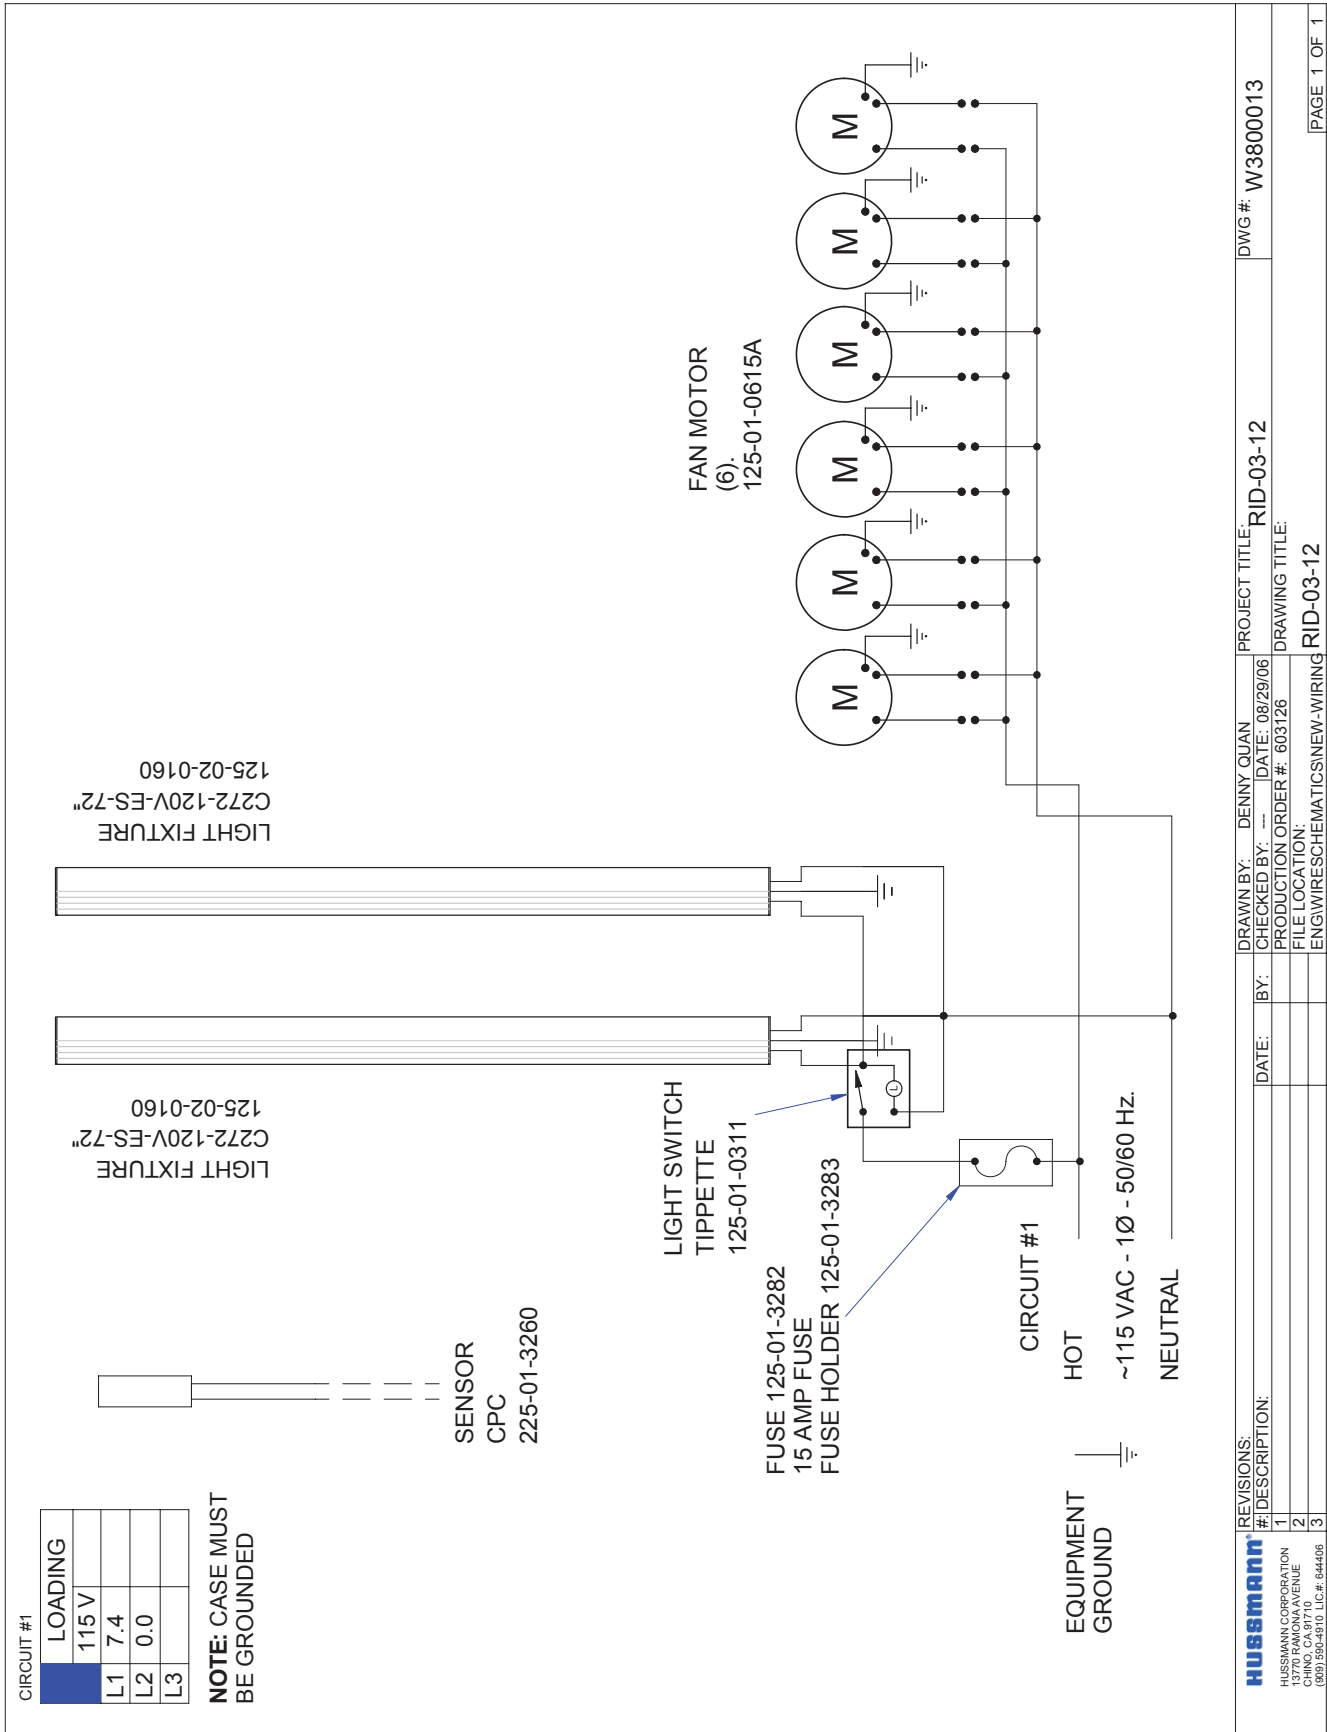 CIRCUIT #1
LOADING
115 V
L1 7.4
L2 0.0
L3
NOTE: CASE MUST
BE GROUNDED
SENSOR
CPC
225-01-3260
LIGHT FIXTURE
C272-120V-ES-72"
125-02-0160
LIGHT FIXTURE
C272-120V-ES-72"
125-02-0160
LIGHT SWITCH
TIPPETTE
125-01-0311
L
FUSE 125-01-3282
15 AMP FUSE
FUSE HOLDER 125-01-3283
FAN MOTOR
(6).
125-01-0615A
M
M
M
M
M
M
CIRCUIT #1
HOT
~115 VAC - 1Ø - 50/60 Hz.
NEUTRAL
EQUIPMENT
GROUND
HUSSMANN®
HUSSMANN CORPORATION
13770 RAMONA AVENUE
CHINO, CA.91710
(909) 590-4910 LIC.#: 644406
REVISIONS:
#: DESCRIPTION: DATE: BY:
1
2
3
DRAWN BY: DENNY QUAN
CHECKED BY: --- DATE: 08/29/06
PRODUCTION ORDER #: 603126
FILE LOCATION:
ENG\WIRESCHEMATICS\NEW-WIRING
PROJECT TITLE:
RID-03-12
DRAWING TITLE:
RID-03-12
DWG #: W3800013
PAGE 1 OF 1